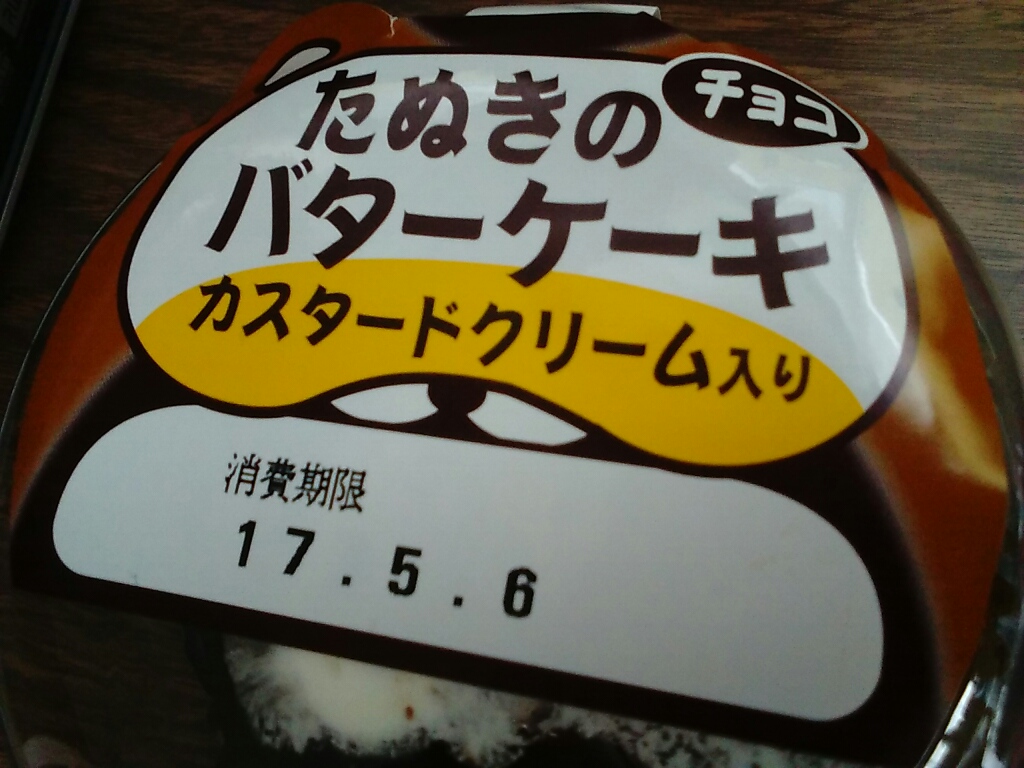 チョコ
たぬきの
バターケーキ
カスタードクリーム入り
消費期限
17.5.6